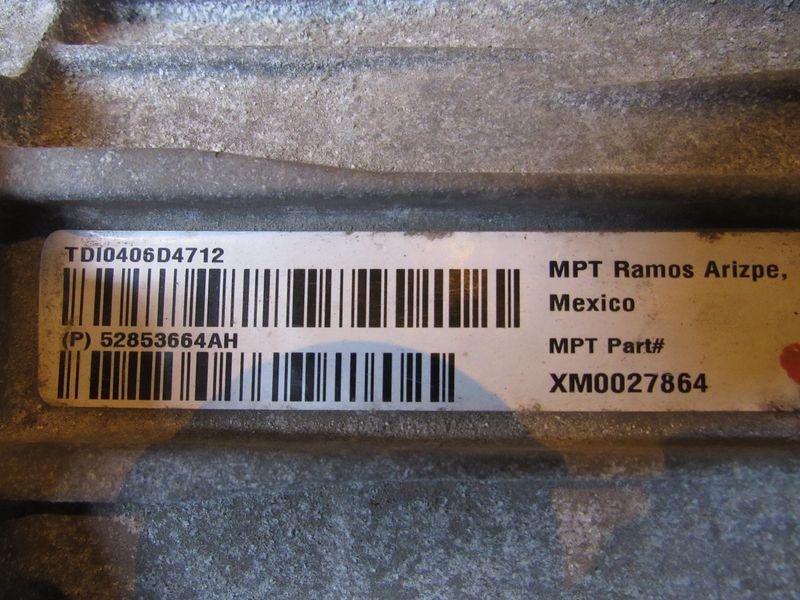 TDI0406D4712
(P) 52853664AH
MPT Ramos Arizpe,
Mexico
MPT Part#
XM0027864